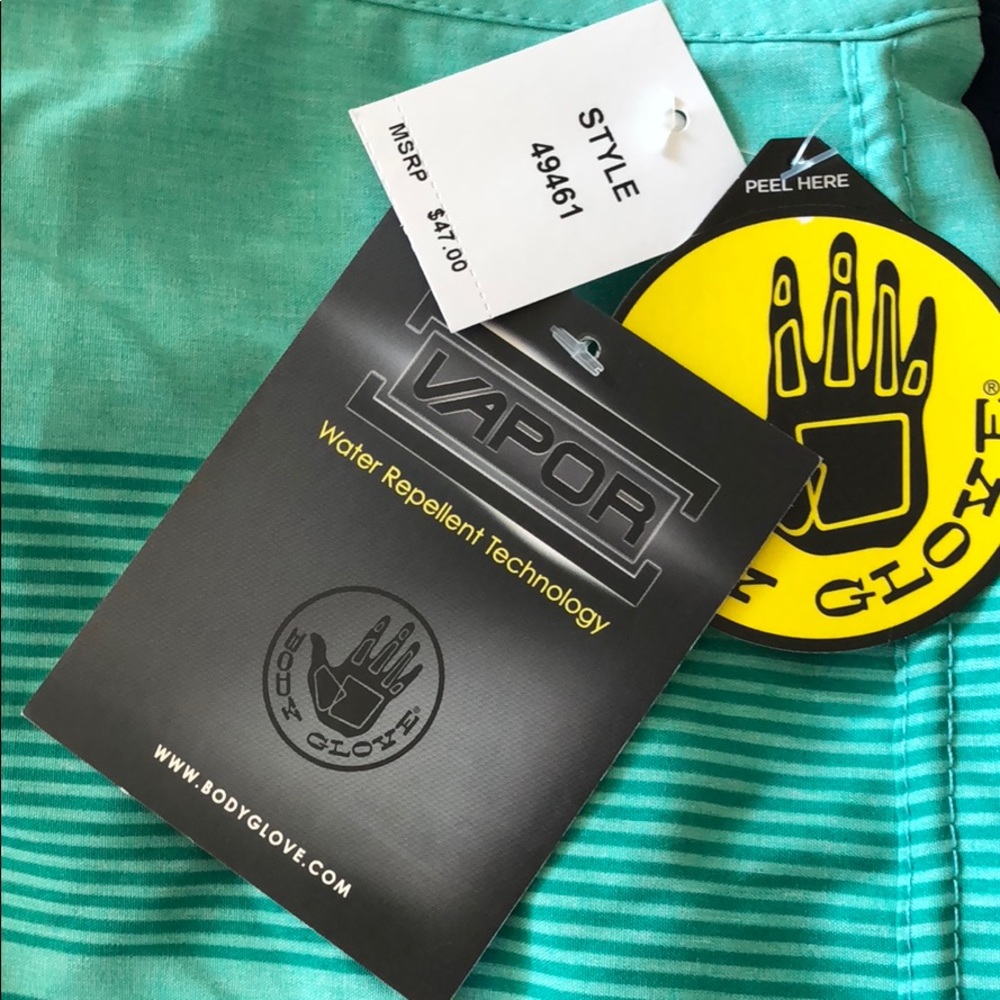 STYLE
49461
MSRP $47.00
PEEL HERE
GLOVE®
VAPOR
Water Repellent Technology
BODY
GLOVE®
WWW.BODYGLOVE.COM